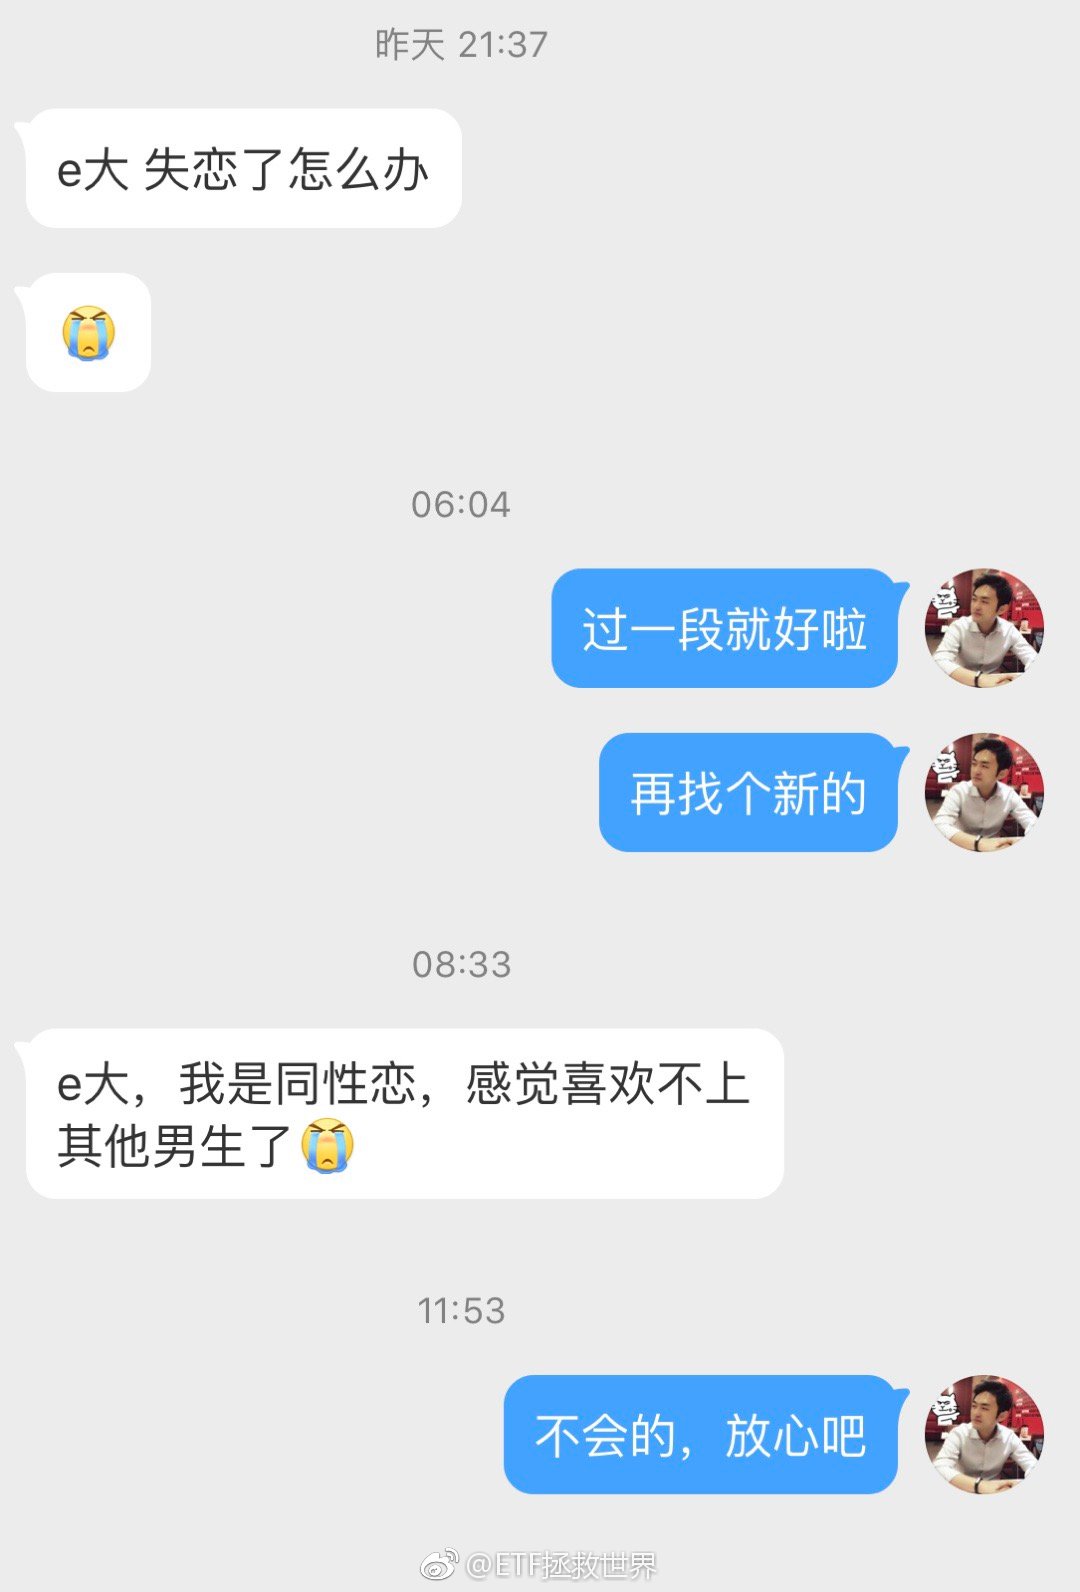 昨天 21:37
e大 失恋了怎么办
06:04
过一段就好啦
再找个新的
08:33
e大，我是同性恋，感觉喜欢不上
其他男生了
11:53
不会的，放心吧
@ETF拯救世界